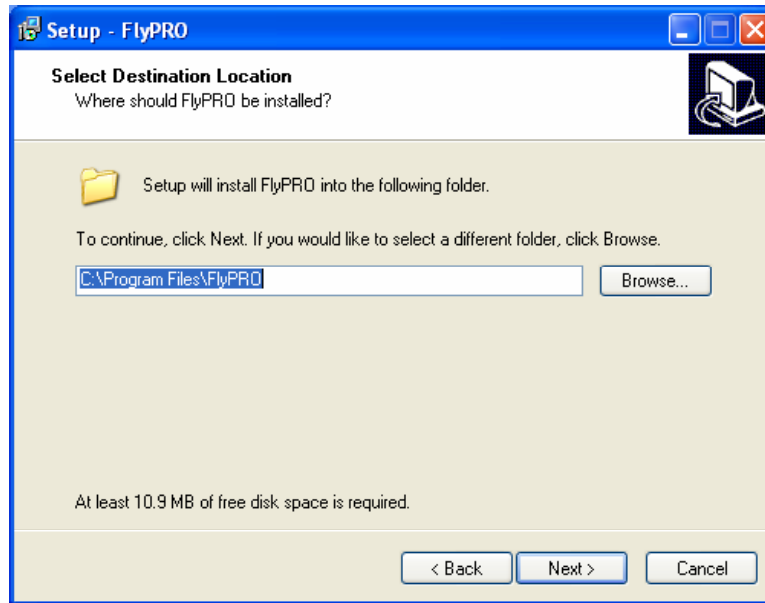 Setup - FlyPRO
Select Destination Location
Where should FlyPRO be installed?
Setup will install FlyPRO into the following folder.
To continue, click Next. If you would like to select a different folder, click Browse.
C:\Program Files\FlyPRO
Browse...
At least 10.9 MB of free disk space is required.
< Back Next > Cancel